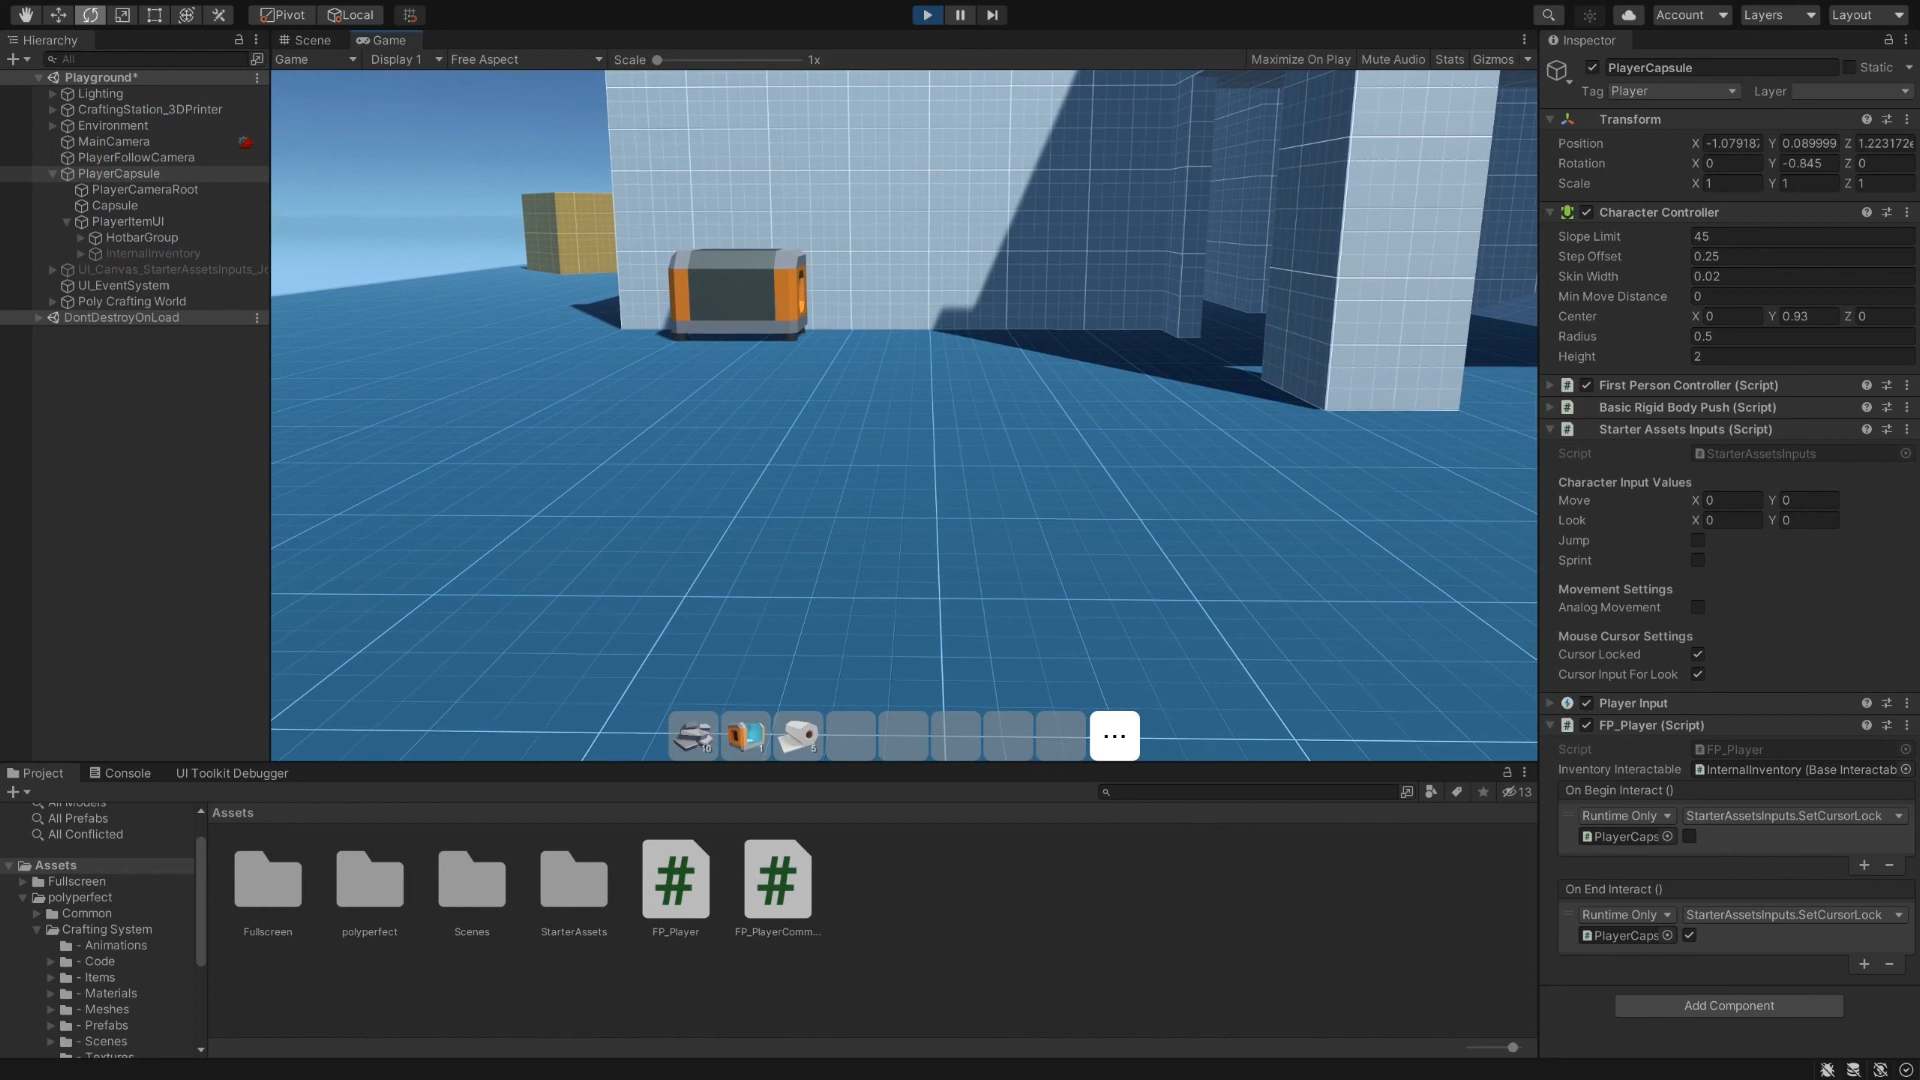 Pivot Local Account Layers Layout
Hierarchy Scene Game Inspector
All Game Display 1 Free Aspect Scale 1x Maximize On Play Mute Audio Stats Gizmos
Playground*
Lighting
CraftingStation_3DPrinter
Environment
MainCamera
PlayerFollowCamera
PlayerCapsule
PlayerCameraRoot
Capsule
PlayerItemUI
HotbarGroup
InternalInventory
UI_Canvas_StarterAssetsInputs_Jo
UI_EventSystem
Poly Crafting World
DontDestroyOnLoad
10 1 5 ...
PlayerCapsule Static
Tag Player Layer
Transform
Position X -1.07918 Y 0.089999 Z 1.223172e
Rotation X 0 Y -0.845 Z 0
Scale X 1 Y 1 Z 1
Character Controller
Slope Limit 45
Step Offset 0.25
Skin Width 0.02
Min Move Distance 0
Center X 0 Y 0.93 Z 0
Radius 0.5
Height 2
First Person Controller (Script)
Basic Rigid Body Push (Script)
Starter Assets Inputs (Script)
Script StarterAssetsInputs
Character Input Values
Move X 0 Y 0
Look X 0 Y 0
Jump
Sprint
Movement Settings
Analog Movement
Mouse Cursor Settings
Cursor Locked
Cursor Input For Look
Player Input
FP_Player (Script)
Script FP_Player
Inventory Interactable InternalInventory (Base Interactab
On Begin Interact ()
Runtime Only StarterAssetsInputs.SetCursorLock
PlayerCaps
+ −
On End Interact ()
Runtime Only StarterAssetsInputs.SetCursorLock
PlayerCaps
+ −
Add Component
Project Console UI Toolkit Debugger
13
All Models
All Prefabs
All Conflicted
Assets
Fullscreen
polyperfect
Common
Crafting System
- Animations
- Code
- Items
- Materials
- Meshes
- Prefabs
- Scenes
- Textures
Assets
Fullscreen polyperfect Scenes StarterAssets FP_Player FP_PlayerComm...